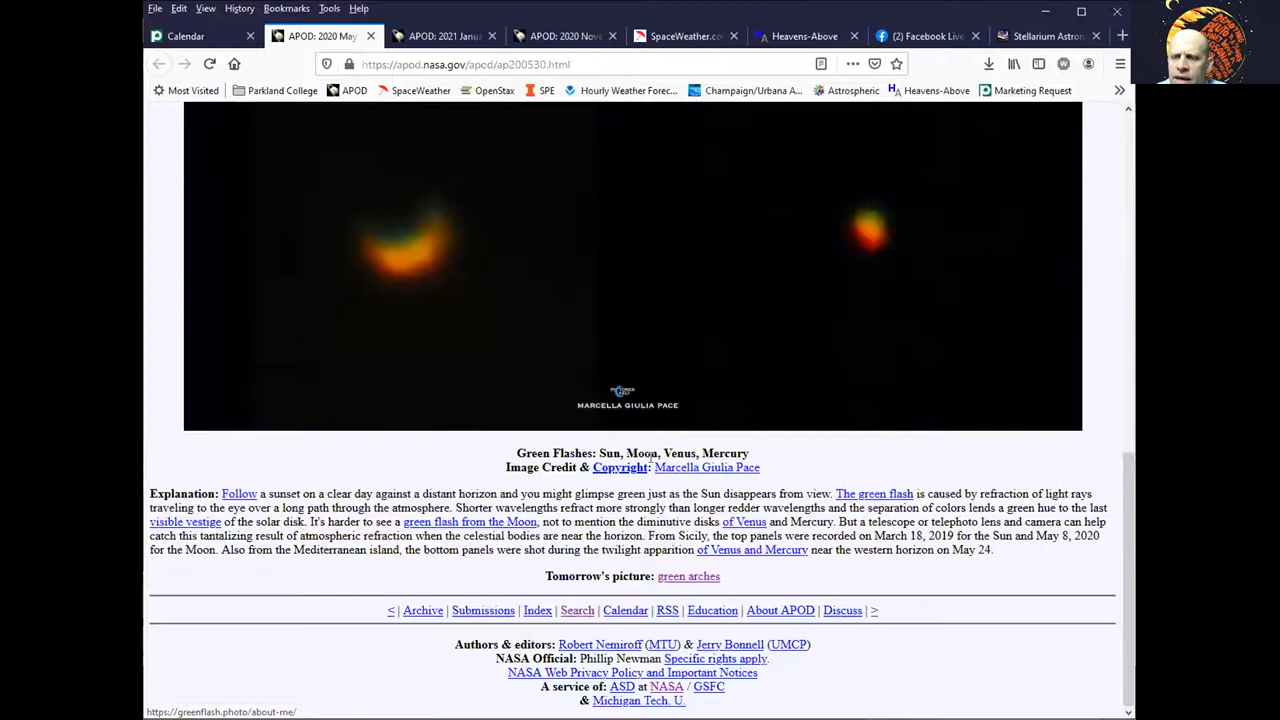 File Edit View History Bookmarks Tools Help
Calendar APOD: 2020 May APOD: 2021 Janu APOD: 2020 Nove SpaceWeather.co Heavens-Above (2) Facebook Live Stellarium Astron
https://apod.nasa.gov/apod/ap200530.html
Most Visited Parkland College APOD SpaceWeather OpenStax SPE Hourly Weather Forec... Champaign/Urbana A... Astrospheric Heavens-Above Marketing Request
MARCELLA GIULIA PACE
Green Flashes: Sun, Moon, Venus, Mercury
Image Credit & Copyright: Marcella Giulia Pace
Explanation: Follow a sunset on a clear day against a distant horizon and you might glimpse green just as the Sun disappears from view. The green flash is caused by refraction of light rays
traveling to the eye over a long path through the atmosphere. Shorter wavelengths refract more strongly than longer redder wavelengths and the separation of colors lends a green hue to the last
visible vestige of the solar disk. It's harder to see a green flash from the Moon, not to mention the diminutive disks of Venus and Mercury. But a telescope or telephoto lens and camera can help
catch this tantalizing result of atmospheric refraction when the celestial bodies are near the horizon. From Sicily, the top panels were recorded on March 18, 2019 for the Sun and May 8, 2020
for the Moon. Also from the Mediterranean island, the bottom panels were shot during the twilight apparition of Venus and Mercury near the western horizon on May 24.
Tomorrow's picture: green arches
< | Archive | Submissions | Index | Search | Calendar | RSS | Education | About APOD | Discuss | >
Authors & editors: Robert Nemiroff (MTU) & Jerry Bonnell (UMCP)
NASA Official: Phillip Newman Specific rights apply.
NASA Web Privacy Policy and Important Notices
A service of: ASD at NASA / GSFC
& Michigan Tech. U.
https://greenflash.photo/about-me/